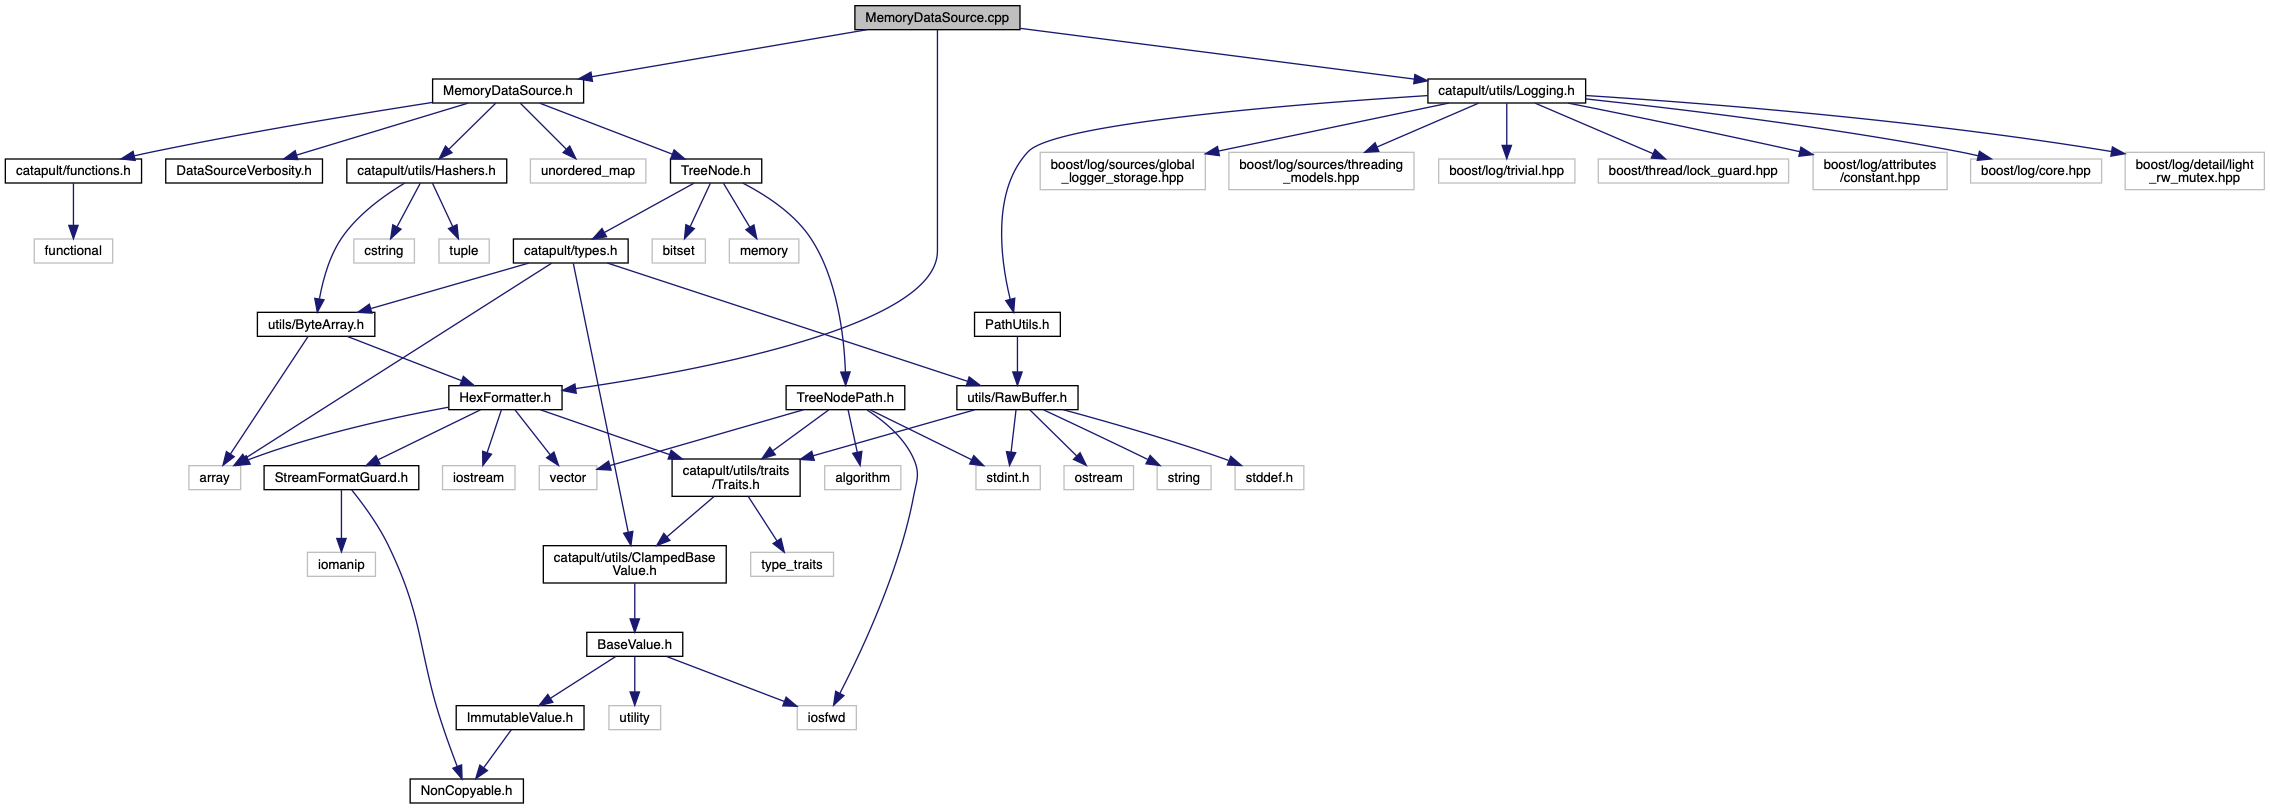 MemoryDataSource.cpp
MemoryDataSource.h
catapult/utils/Logging.h
catapult/functions.h
DataSourceVerbosity.h
catapult/utils/Hashers.h
unordered_map
TreeNode.h
boost/log/sources/global
_logger_storage.hpp
boost/log/sources/threading
_models.hpp
boost/log/trivial.hpp
boost/thread/lock_guard.hpp
boost/log/attributes
/constant.hpp
boost/log/core.hpp
boost/log/detail/light
_rw_mutex.hpp
functional
cstring
tuple
catapult/types.h
bitset
memory
utils/ByteArray.h
PathUtils.h
HexFormatter.h
TreeNodePath.h
utils/RawBuffer.h
array
StreamFormatGuard.h
iostream
vector
catapult/utils/traits
/Traits.h
algorithm
stdint.h
ostream
string
stddef.h
iomanip
catapult/utils/ClampedBase
Value.h
type_traits
BaseValue.h
ImmutableValue.h
utility
iosfwd
NonCopyable.h